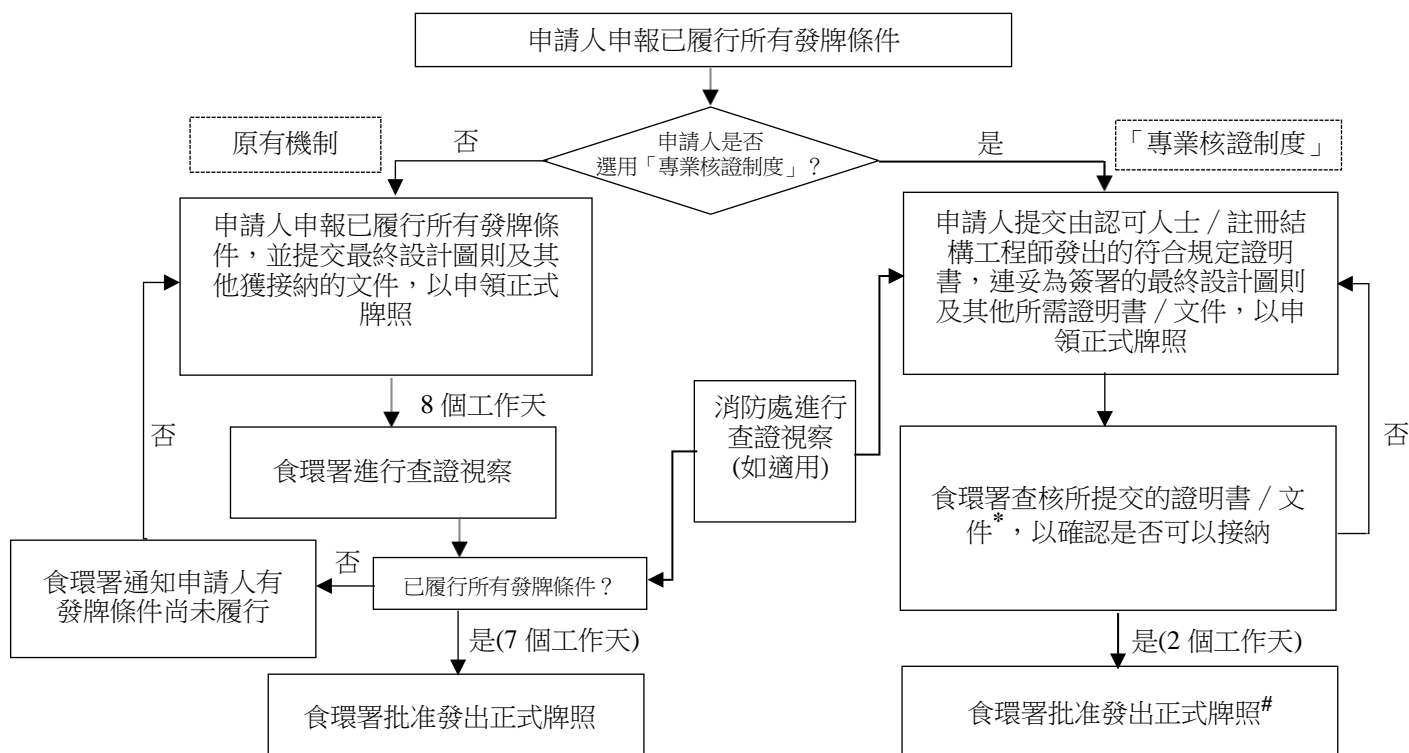 申請人申報已履行所有發牌條件
申請人是否
選用「專業核證制度」?
原有機制
否
是
「專業核證制度」
申請人申報已履行所有發牌條
件，並提交最終設計圖則及其
他獲接納的文件，以申領正式
牌照
8 個工作天
食環署進行查證視察
否
食環署通知申請人有
發牌條件尚未履行
否
已履行所有發牌條件?
是(7 個工作天)
食環署批准發出正式牌照
消防處進行
查證視察
(如適用)
申請人提交由認可人士／註冊結
構工程師發出的符合規定證明
書，連妥為簽署的最終設計圖則
及其他所需證明書／文件，以申
領正式牌照
否
食環署查核所提交的證明書／文
件*，以確認是否可以接納
是(2 個工作天)
食環署批准發出正式牌照#